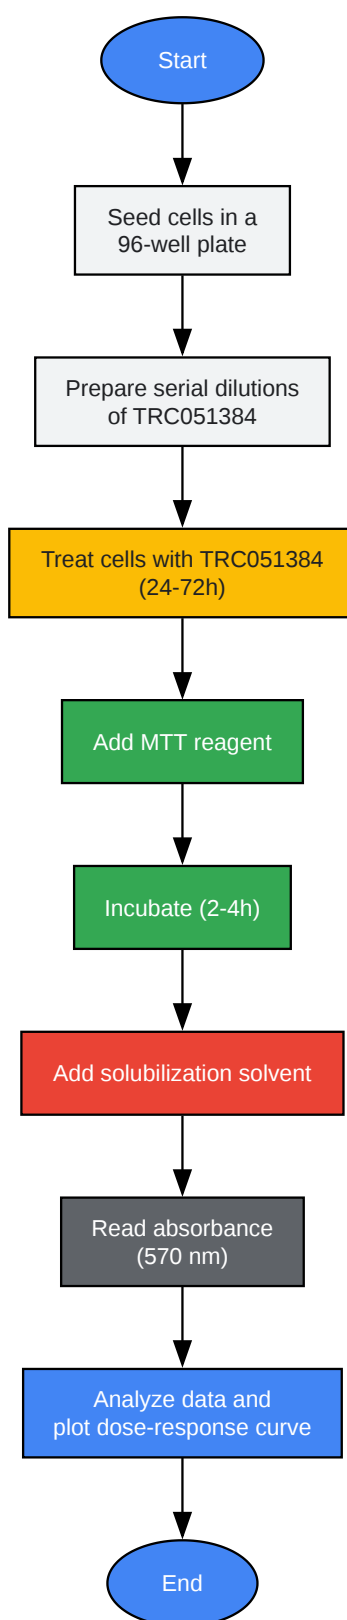 Start
Seed cells in a
96-well plate
Prepare serial dilutions
of TRC051384
Treat cells with TRC051384
(24-72h)
Add MTT reagent
Incubate (2-4h)
Add solubilization solvent
Read absorbance
(570 nm)
Analyze data and
plot dose-response curve
End